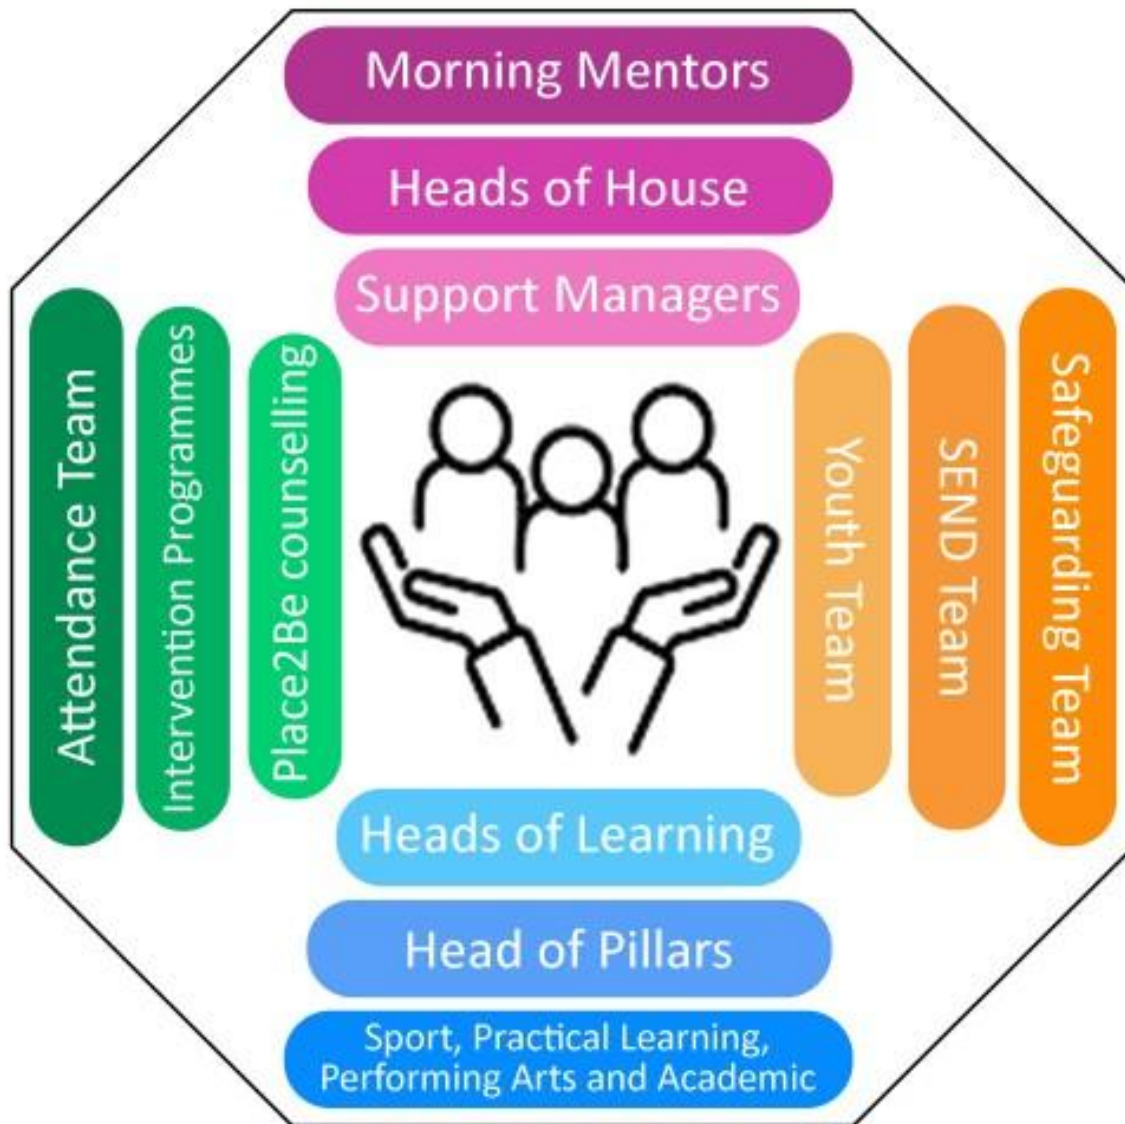 Morning Mentors
Heads of House
Support Managers
Attendance Team
Intervention Programmes
Place2Be counselling
Youth Team
SEND Team
Safeguarding Team
Heads of Learning
Head of Pillars
Sport, Practical Learning,
Performing Arts and Academic